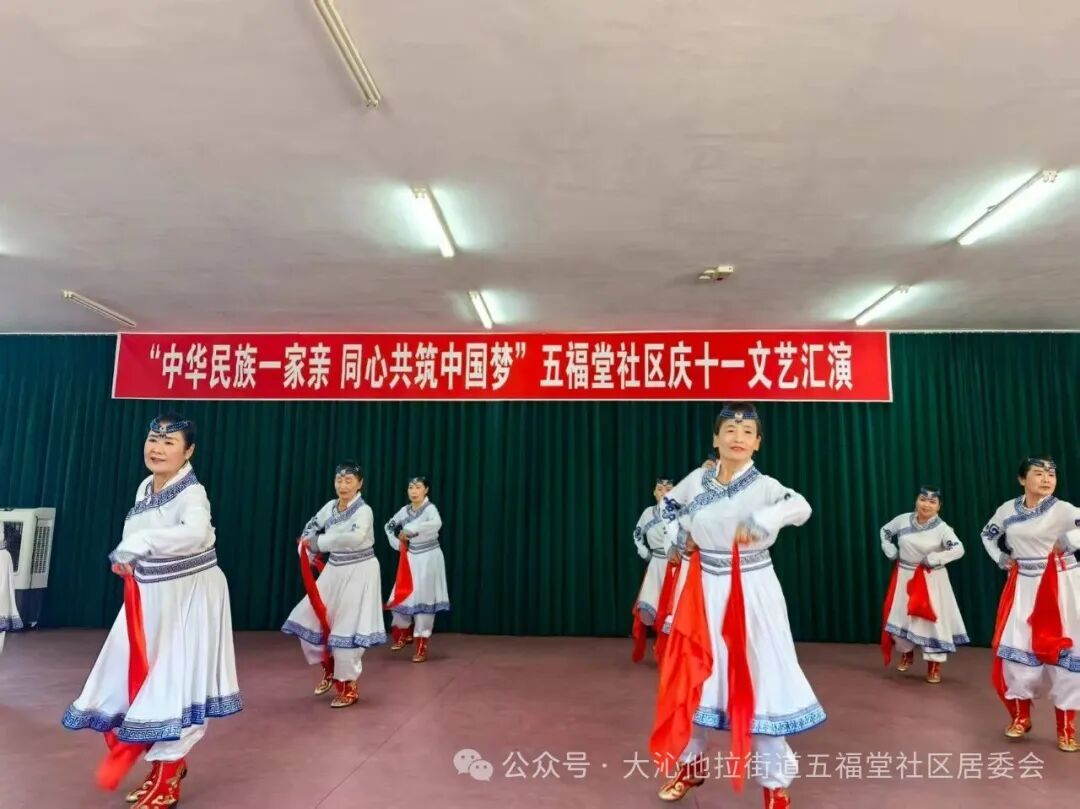 “中华民族一家亲 同心共筑中国梦”五福堂社区庆十一文艺汇演
公众号 · 大沁他拉街道五福堂社区居委会